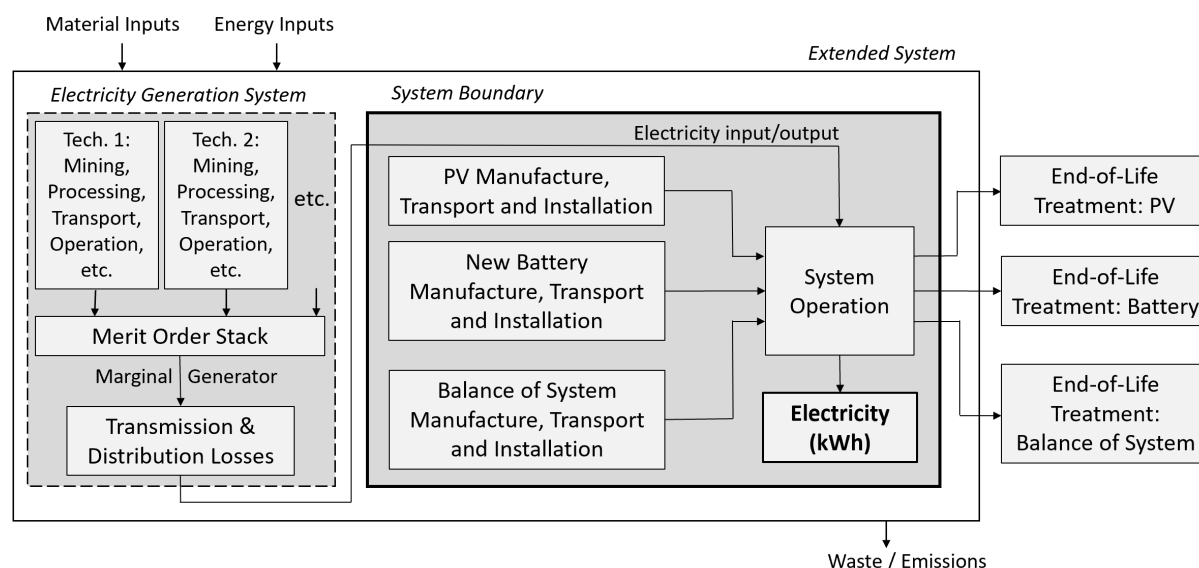 Material Inputs
Energy Inputs
Extended System
Electricity Generation System
System Boundary
Tech. 1:
Mining,
Processing,
Transport,
Operation,
etc.
Tech. 2:
Mining,
Processing,
Transport,
Operation,
etc.
etc.
Merit Order Stack
Marginal Generator
Transmission &
Distribution Losses
Electricity input/output
PV Manufacture,
Transport and Installation
New Battery
Manufacture, Transport
and Installation
Balance of System
Manufacture, Transport
and Installation
System
Operation
Electricity
(kWh)
End-of-Life
Treatment: PV
End-of-Life
Treatment: Battery
End-of-Life
Treatment:
Balance of System
Waste / Emissions